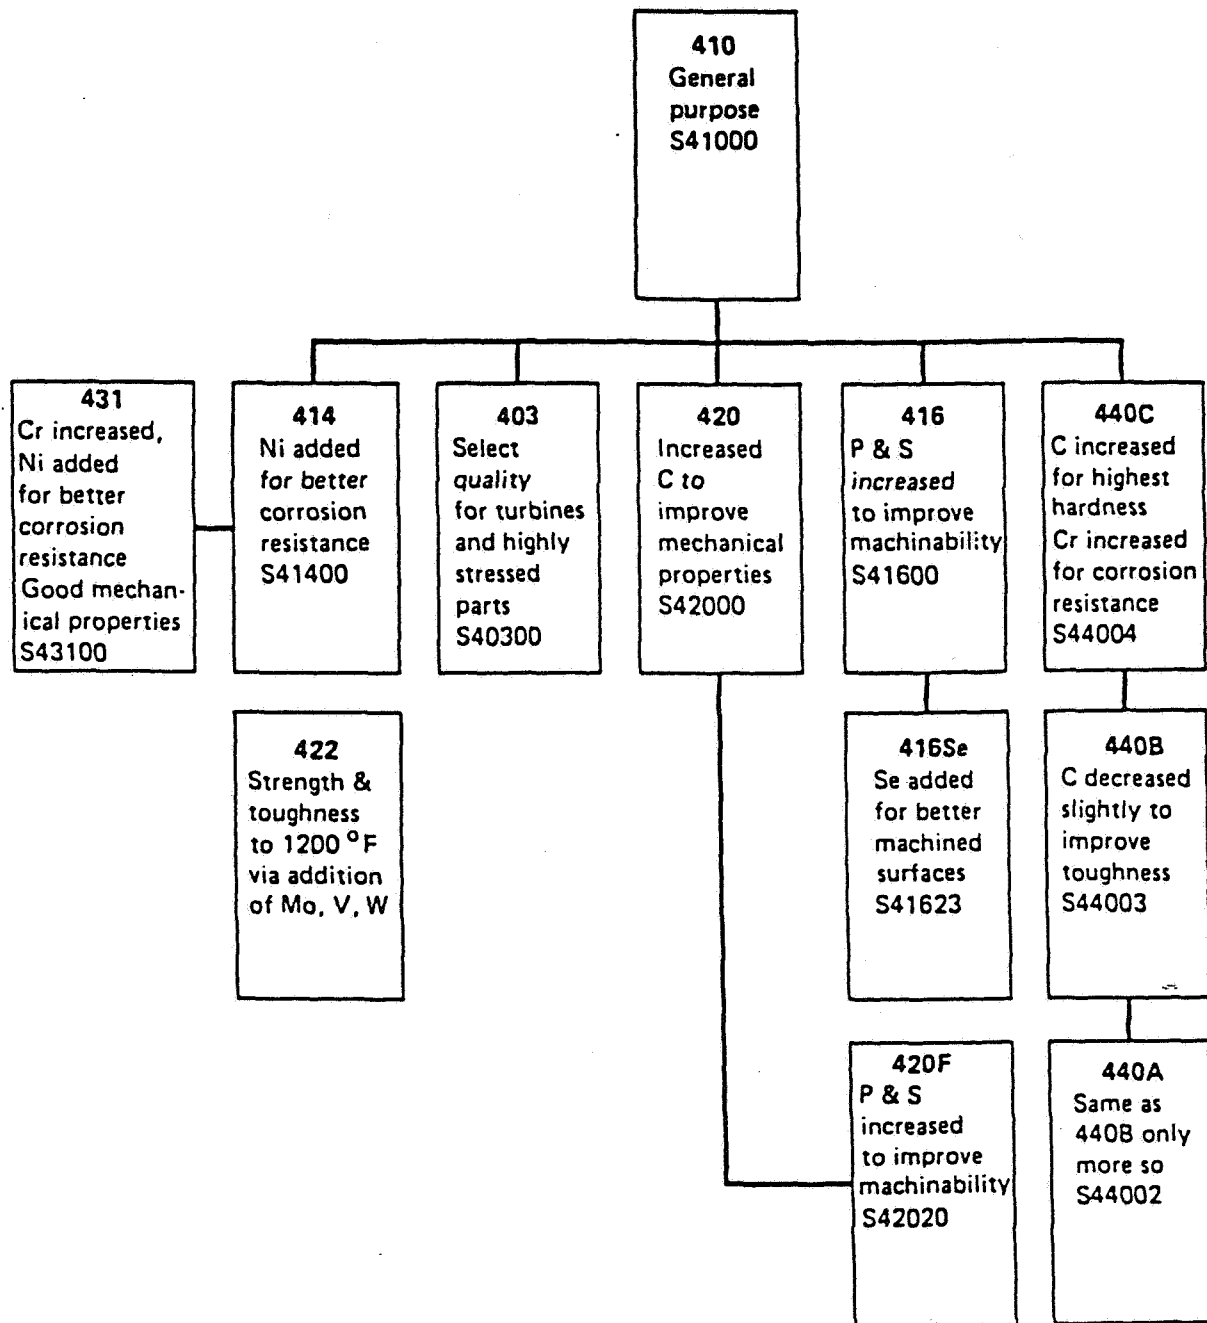 410
General
purpose
S41000
431
Cr increased,
Ni added
for better
corrosion
resistance
Good mechan-
ical properties
S43100
414
Ni added
for better
corrosion
resistance
S41400
403
Select
quality
for turbines
and highly
stressed
parts
S40300
420
Increased
C to
improve
mechanical
properties
S42000
416
P & S
increased
to improve
machinability
S41600
440C
C increased
for highest
hardness
Cr increased
for corrosion
resistance
S44004
422
Strength &
toughness
to 1200 °F
via addition
of Mo, V, W
416Se
Se added
for better
machined
surfaces
S41623
440B
C decreased
slightly to
improve
toughness
S44003
420F
P & S
increased
to improve
machinability
S42020
440A
Same as
440B only
more so
S44002